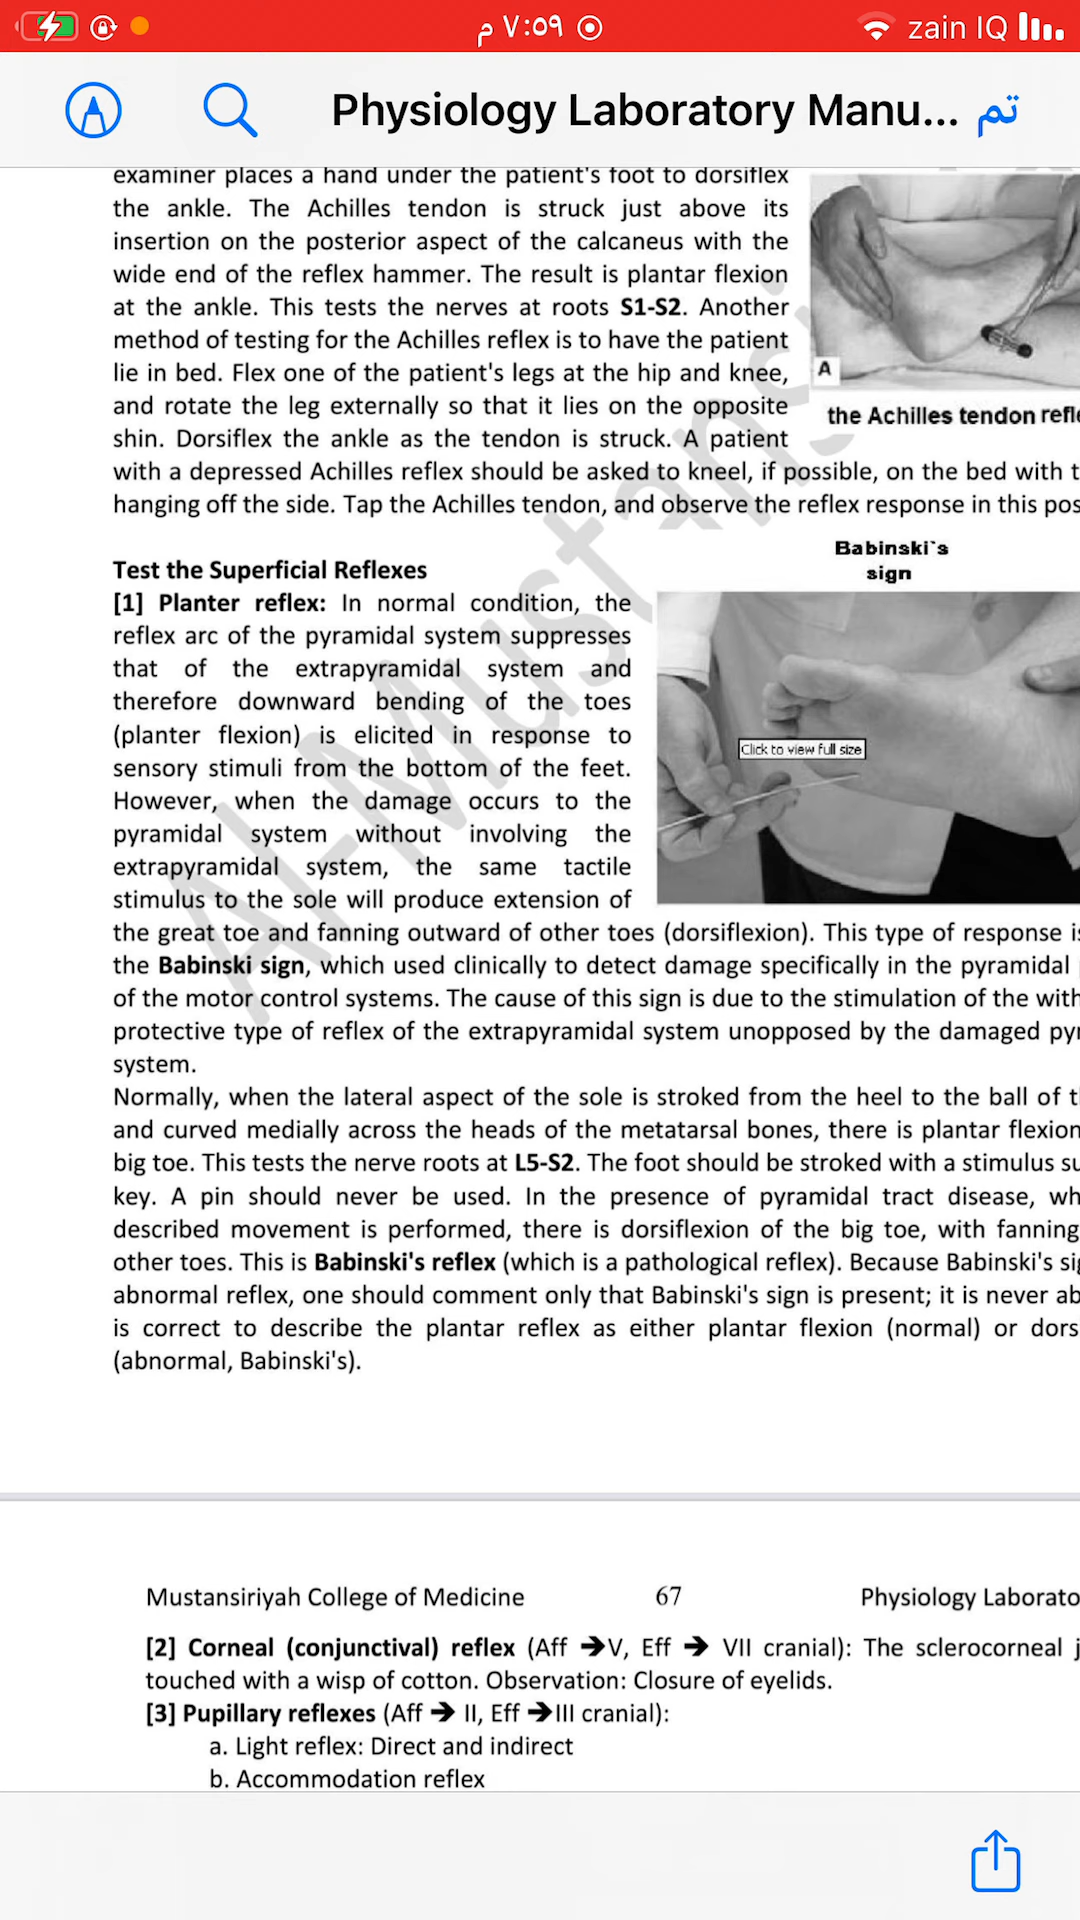 م ٧:٥٩
zain IQ
Physiology Laboratory Manu...
تم
examiner places a hand under the patient's foot to dorsiflex
the ankle. The Achilles tendon is struck just above its
insertion on the posterior aspect of the calcaneus with the
wide end of the reflex hammer. The result is plantar flexion
at the ankle. This tests the nerves at roots S1-S2. Another
method of testing for the Achilles reflex is to have the patient
lie in bed. Flex one of the patient's legs at the hip and knee,
and rotate the leg externally so that it lies on the opposite
shin. Dorsiflex the ankle as the tendon is struck. A patient
with a depressed Achilles reflex should be asked to kneel, if possible, on the bed with t
hanging off the side. Tap the Achilles tendon, and observe the reflex response in this pos
A
the Achilles tendon refle
Babinski`s
sign
Click to view full size
Test the Superficial Reflexes
[1] Planter reflex: In normal condition, the
reflex arc of the pyramidal system suppresses
that of the extrapyramidal system and
therefore downward bending of the toes
(planter flexion) is elicited in response to
sensory stimuli from the bottom of the feet.
However, when the damage occurs to the
pyramidal system without involving the
extrapyramidal system, the same tactile
stimulus to the sole will produce extension of
the great toe and fanning outward of other toes (dorsiflexion). This type of response is
the Babinski sign, which used clinically to detect damage specifically in the pyramidal
of the motor control systems. The cause of this sign is due to the stimulation of the with
protective type of reflex of the extrapyramidal system unopposed by the damaged pyr
system.
Normally, when the lateral aspect of the sole is stroked from the heel to the ball of t
and curved medially across the heads of the metatarsal bones, there is plantar flexion
big toe. This tests the nerve roots at L5-S2. The foot should be stroked with a stimulus su
key. A pin should never be used. In the presence of pyramidal tract disease, wh
described movement is performed, there is dorsiflexion of the big toe, with fanning
other toes. This is Babinski's reflex (which is a pathological reflex). Because Babinski's sig
abnormal reflex, one should comment only that Babinski's sign is present; it is never ab
is correct to describe the plantar reflex as either plantar flexion (normal) or dors
(abnormal, Babinski's).
Al-Mustansi
Mustansiriyah College of Medicine 67 Physiology Laborato
[2] Corneal (conjunctival) reflex (Aff ➔V, Eff ➔ VII cranial): The sclerocorneal j
touched with a wisp of cotton. Observation: Closure of eyelids.
[3] Pupillary reflexes (Aff ➔ II, Eff ➔III cranial):
a. Light reflex: Direct and indirect
b. Accommodation reflex